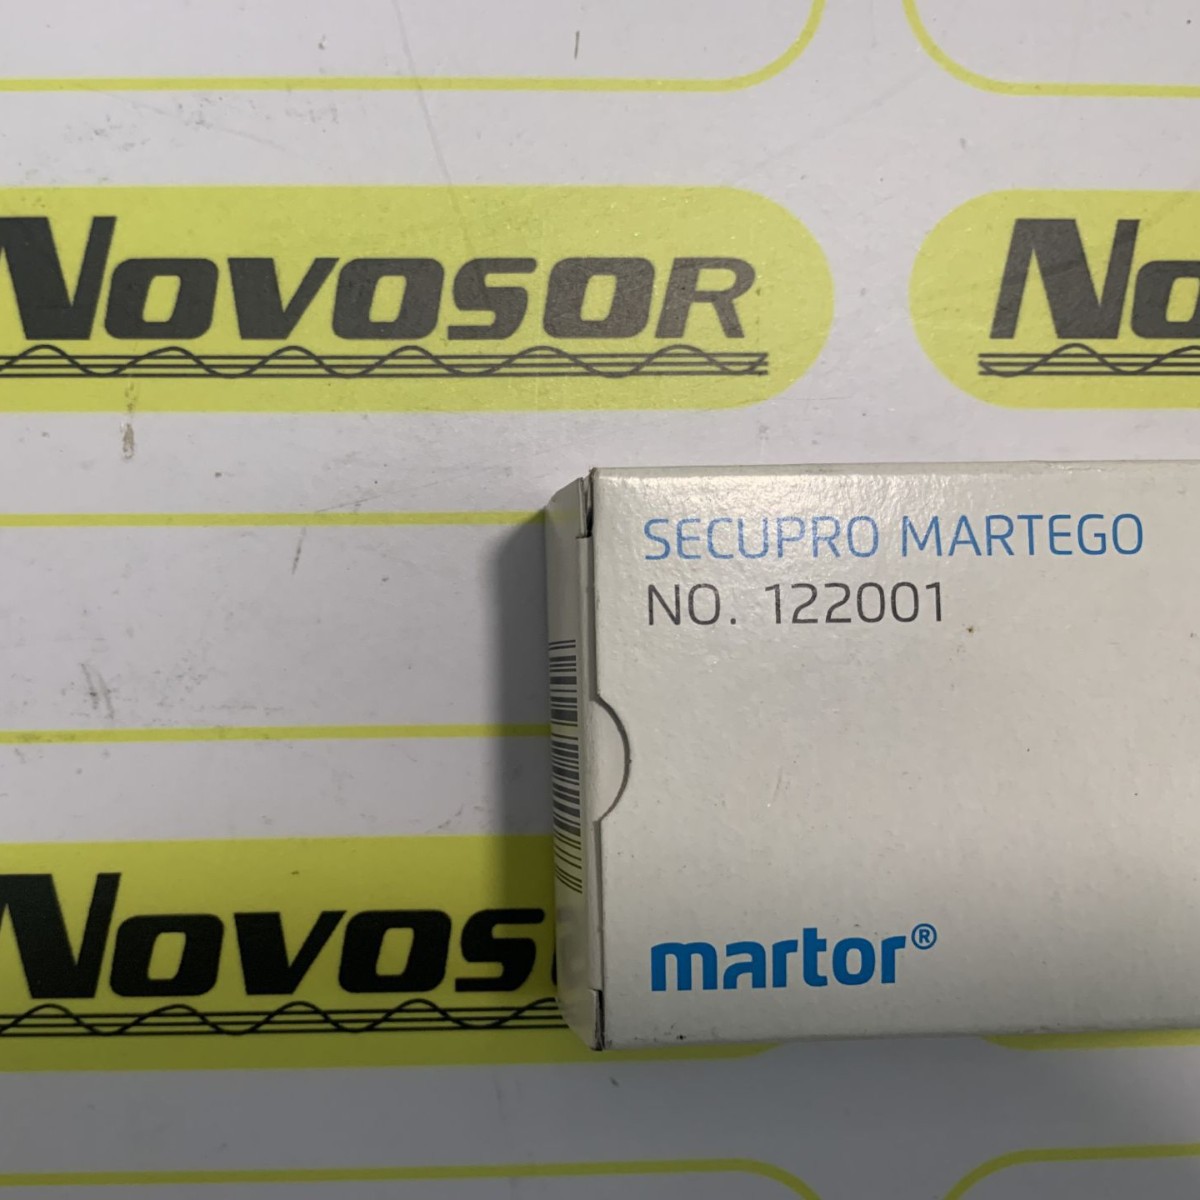 NOVOSOR
No
SECUPRO MARTEGO
NO. 122001
martor®
NOVOS